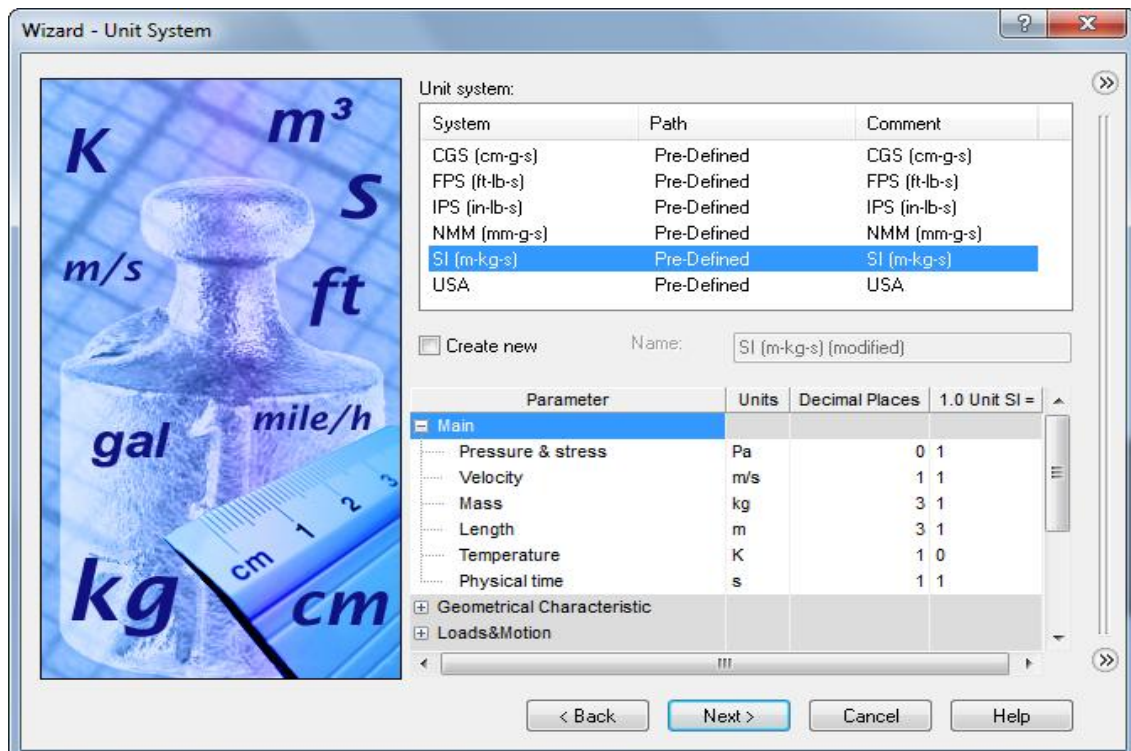 Wizard - Unit System
K
m³
s
m/s
ft
gal
mile/h
1 2 3
cm
kg
cm
Unit system:
System Path Comment
CGS (cm-g-s) Pre-Defined CGS (cm-g-s)
FPS (ft-lb-s) Pre-Defined FPS (ft-lb-s)
IPS (in-lb-s) Pre-Defined IPS (in-lb-s)
NMM (mm-g-s) Pre-Defined NMM (mm-g-s)
SI (m-kg-s) Pre-Defined SI (m-kg-s)
USA Pre-Defined USA
Create new Name: SI (m-kg-s) (modified)
Parameter Units Decimal Places 1.0 Unit SI =
Main
Pressure & stress Pa 0 1
Velocity m/s 1 1
Mass kg 3 1
Length m 3 1
Temperature K 1 0
Physical time s 1 1
Geometrical Characteristic
Loads&Motion
< Back Next > Cancel Help